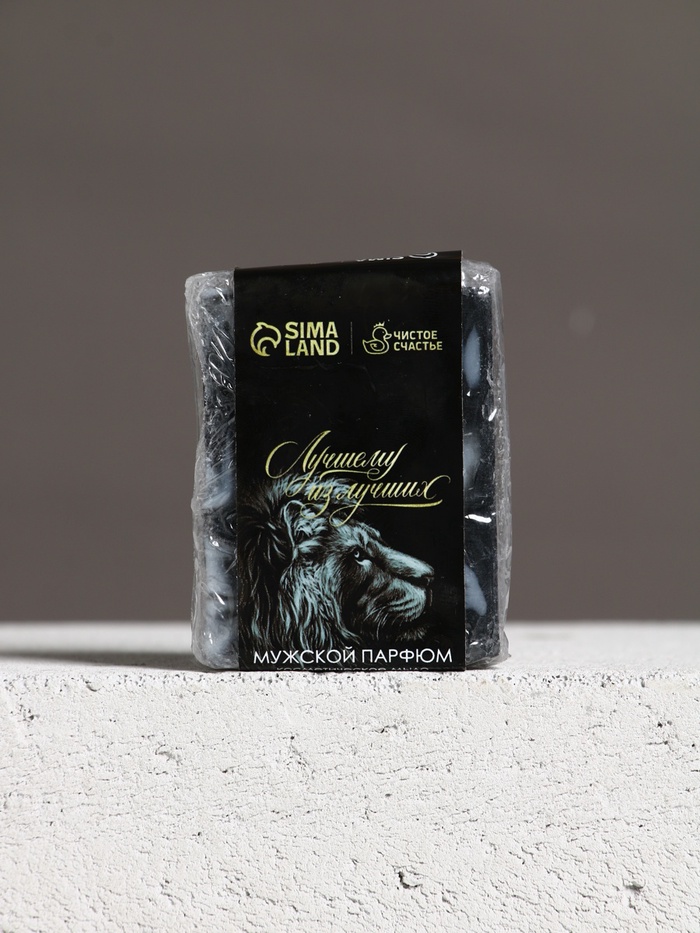 SIMA
LAND
ЧИСТОЕ
СЧАСТЬЕ
Лучшему
из лучших
МУЖСКОЙ ПАРФЮМ